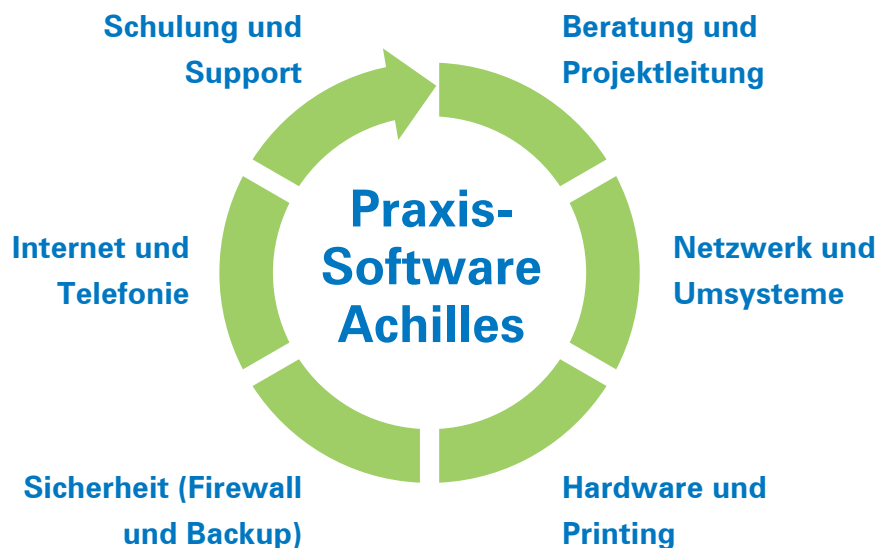 Schulung und
Support
Beratung und
Projektleitung
Praxis-
Software
Achilles
Internet und
Telefonie
Netzwerk und
Umsysteme
Sicherheit (Firewall
und Backup)
Hardware und
Printing